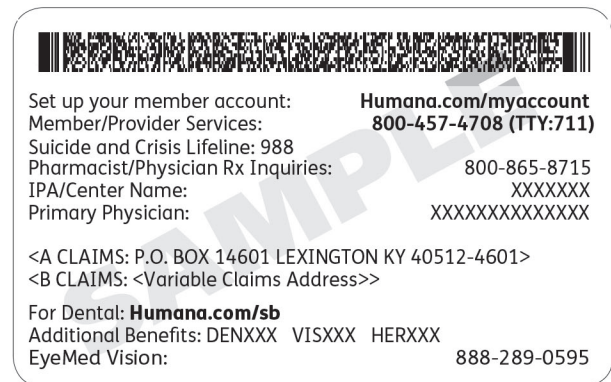 Set up your member account: Humana.com/myaccount
Member/Provider Services: 800-457-4708 (TTY:711)
Suicide and Crisis Lifeline: 988
Pharmacist/Physician Rx Inquiries: 800-865-8715
IPA/Center Name: XXXXXXX
Primary Physician: XXXXXXXXXXXXXX
<A CLAIMS: P.O. BOX 14601 LEXINGTON KY 40512-4601>
<B CLAIMS: <Variable Claims Address>>
For Dental: Humana.com/sb
Additional Benefits: DENXXX VISXXX HERXXX
EyeMed Vision: 888-289-0595
SAMPLE